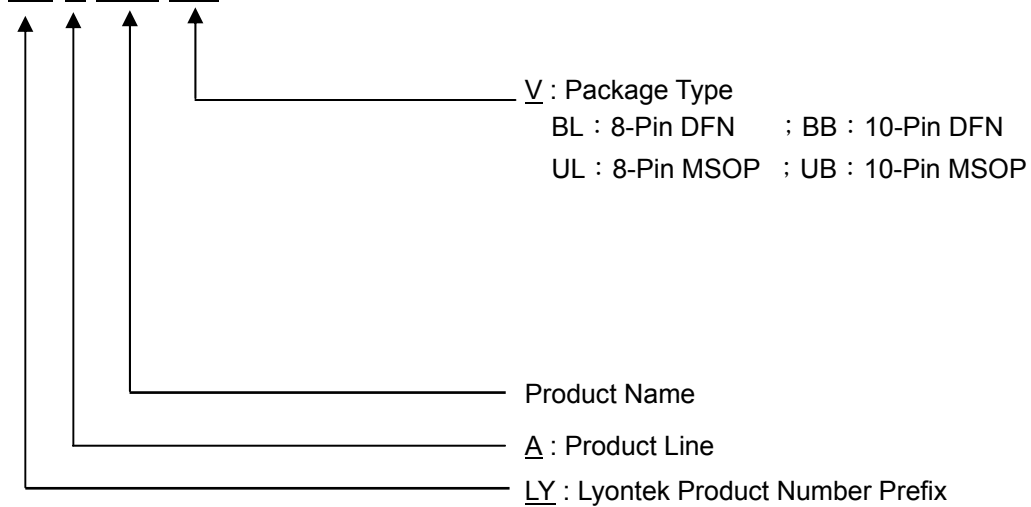 V : Package Type
BL：8-Pin DFN ；BB：10-Pin DFN
UL：8-Pin MSOP ；UB：10-Pin MSOP
Product Name
A : Product Line
LY : Lyontek Product Number Prefix